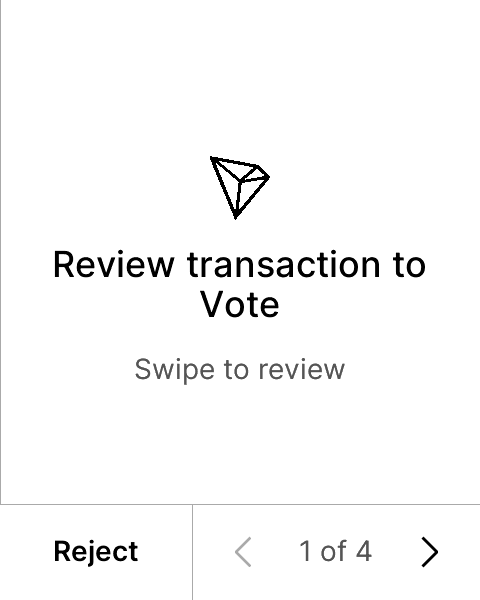 Review transaction to
Vote
Swipe to review
Reject
1 of 4